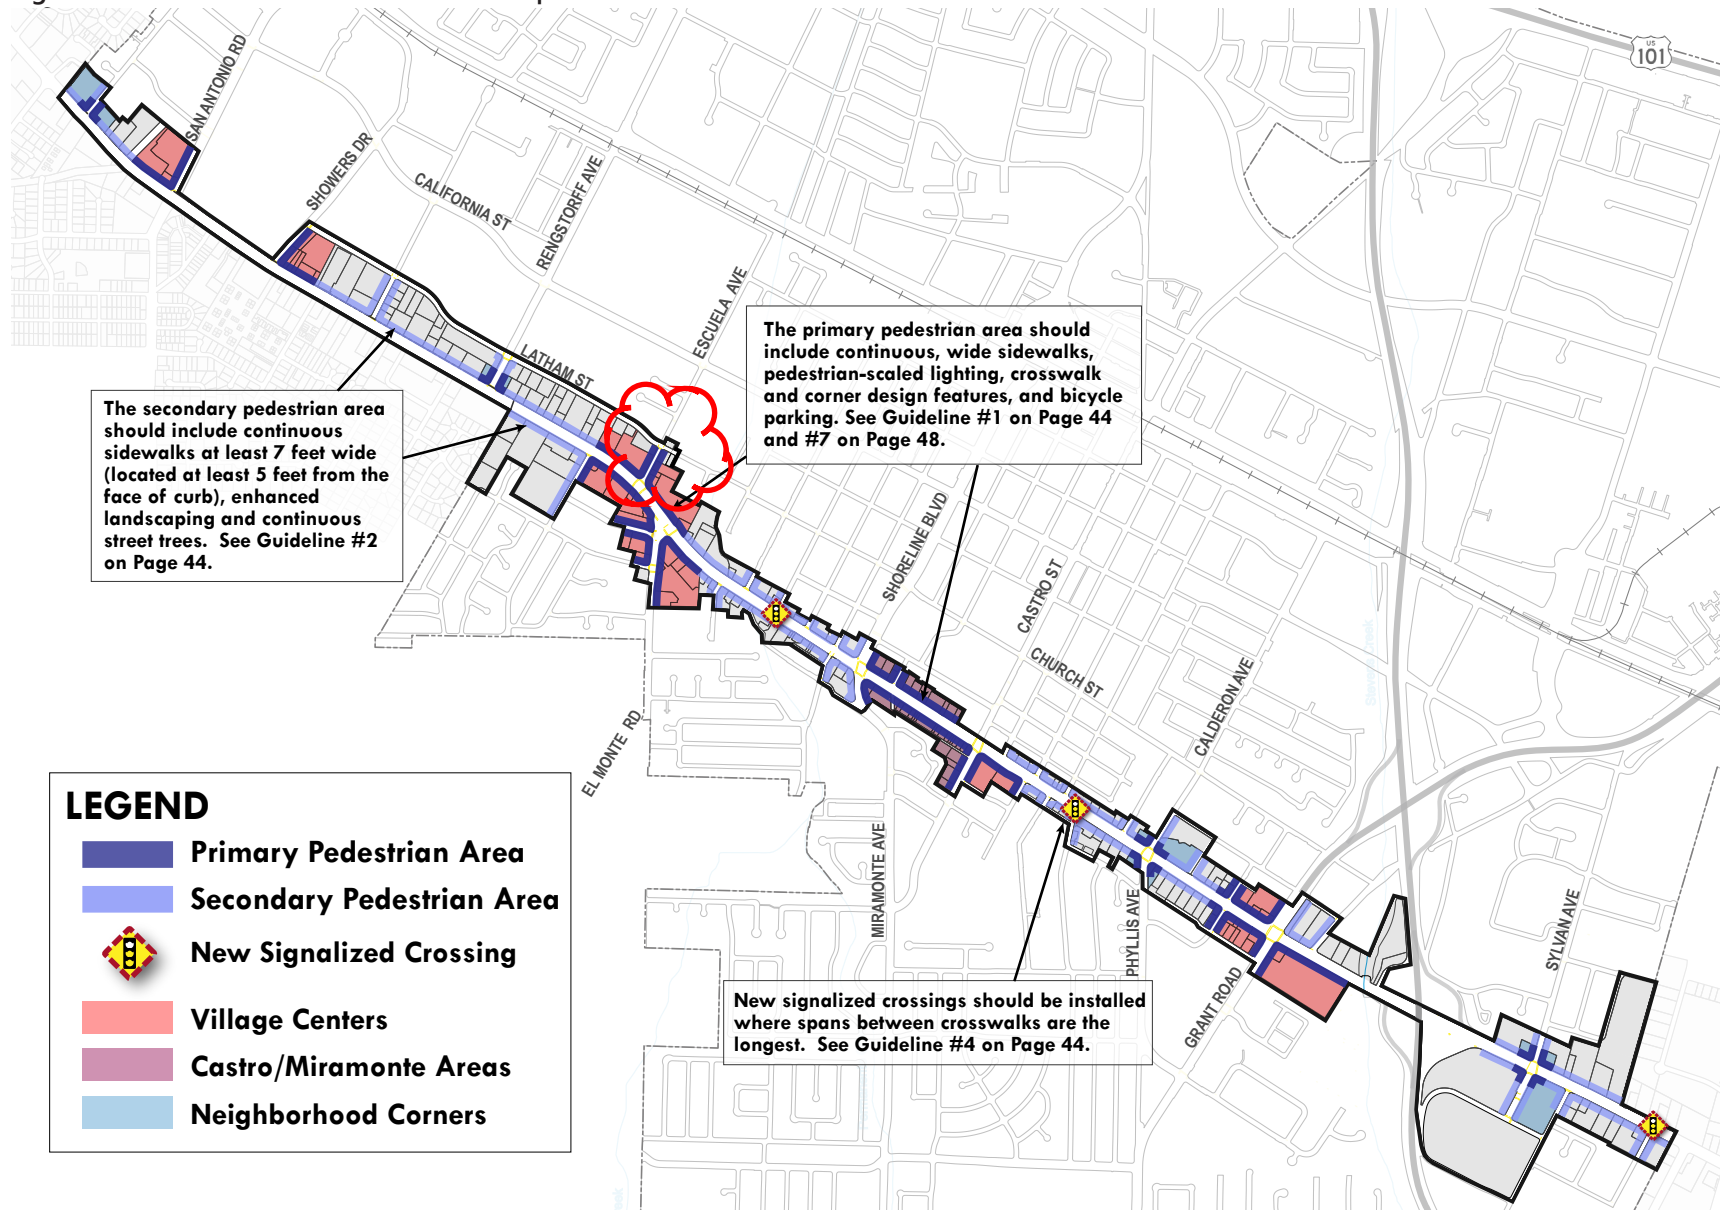 US
101
SAN ANTONIO RD
SHOWERS DR
CALIFORNIA ST
RENGSTORFF AVE
ESCUELA AVE
LATHAM ST
The primary pedestrian area should
include continuous, wide sidewalks,
pedestrian-scaled lighting, crosswalk
and corner design features, and bicycle
parking. See Guideline #1 on Page 44
and #7 on Page 48.
The secondary pedestrian area
should include continuous
sidewalks at least 7 feet wide
(located at least 5 feet from the
face of curb), enhanced
landscaping and continuous
street trees. See Guideline #2
on Page 44.
SHORELINE BLVD
CASTRO ST
CHURCH ST
CALDERON AVE
EL MONTE RD
MIRAMONTE AVE
PHYLLIS AVE
GRANT ROAD
SYLVAN AVE
New signalized crossings should be installed
where spans between crosswalks are the
longest. See Guideline #4 on Page 44.
LEGEND
Primary Pedestrian Area
Secondary Pedestrian Area
New Signalized Crossing
Village Centers
Castro/Miramonte Areas
Neighborhood Corners